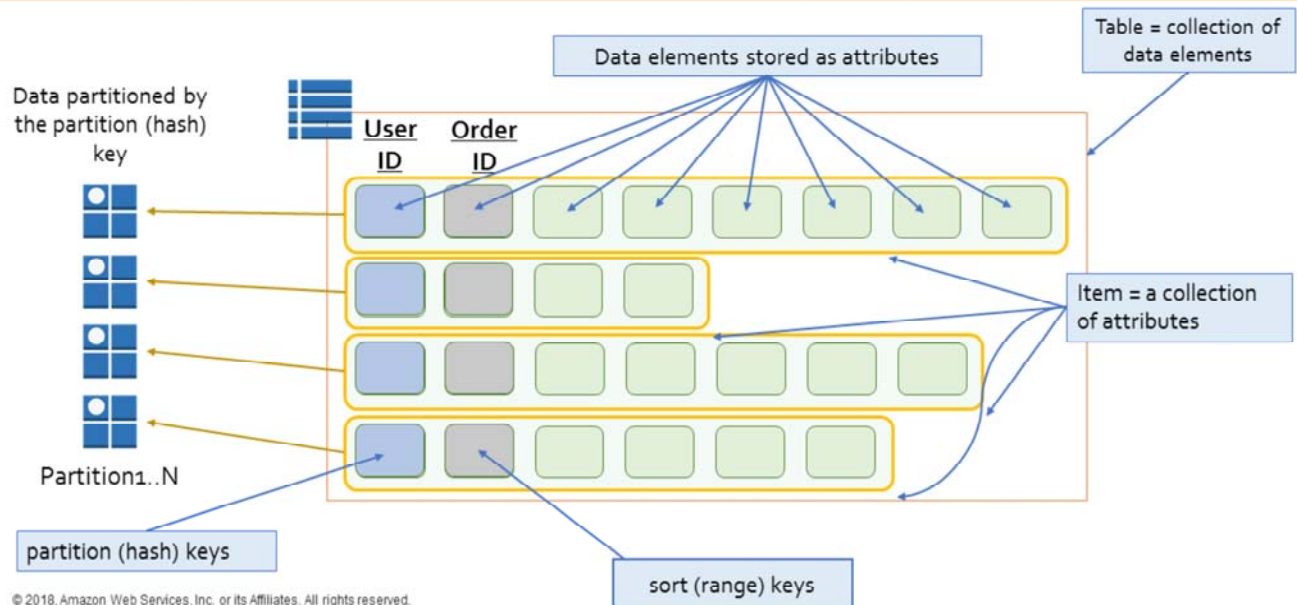 Table = collection of
data elements
Data elements stored as attributes
Data partitioned by
the partition (hash)
key
User
ID
Order
ID
Item = a collection
of attributes
Partition1..N
partition (hash) keys
sort (range) keys
© 2018, Amazon Web Services, Inc. or its Affiliates. All rights reserved.